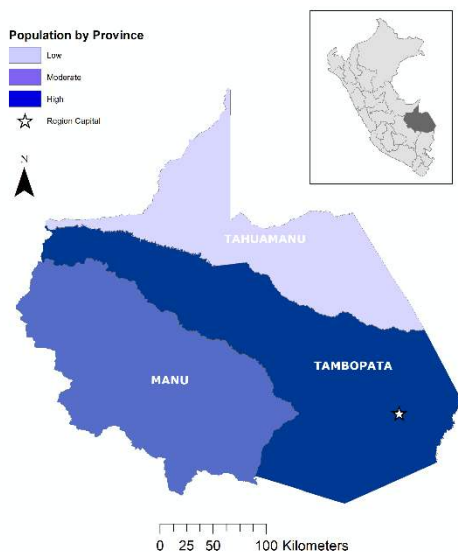 Population by Province
Low
Moderate
High
Region Capital
N
TAHUAMANU
TAMBOPATA
MANU
0 25 50 100 Kilometers